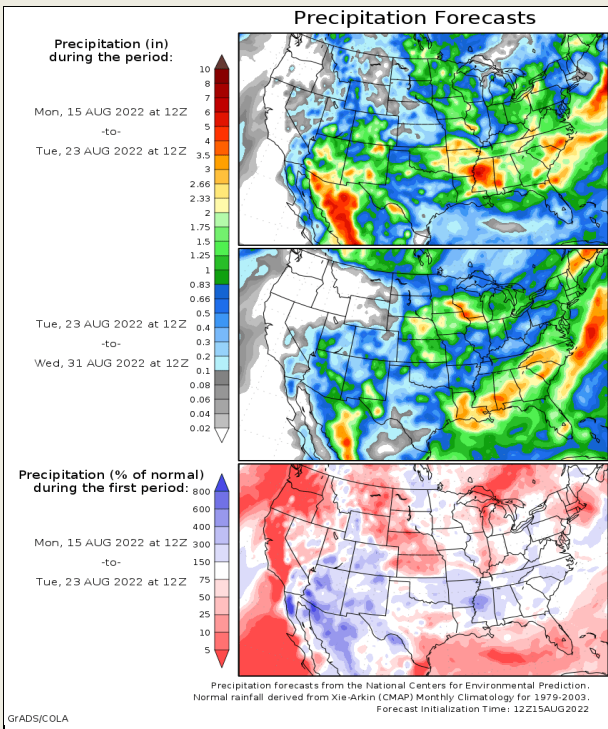 Precipitation Forecasts
Precipitation (in)
during the period:
Mon, 15 AUG 2022 at 12Z
-to-
Tue, 23 AUG 2022 at 12Z
10
8
7
6
5
4
3.5
3
2.66
2.33
2
1.75
1.5
1.25
1
0.83
0.66
0.5
0.4
0.3
0.2
0.1
0.08
0.06
0.04
0.02
Tue, 23 AUG 2022 at 12Z
-to-
Wed, 31 AUG 2022 at 12Z
Precipitation (% of normal)
during the first period:
Mon, 15 AUG 2022 at 12Z
-to-
Tue, 23 AUG 2022 at 12Z
800
600
400
300
150
75
50
25
10
5
Precipitation forecasts from the National Centers for Environmental Prediction.
Normal rainfall derived from Xie-Arkin (CMAP) Monthly Climatology for 1979-2003.
Forecast Initialization Time: 12Z15AUG2022
GrADS/COLA